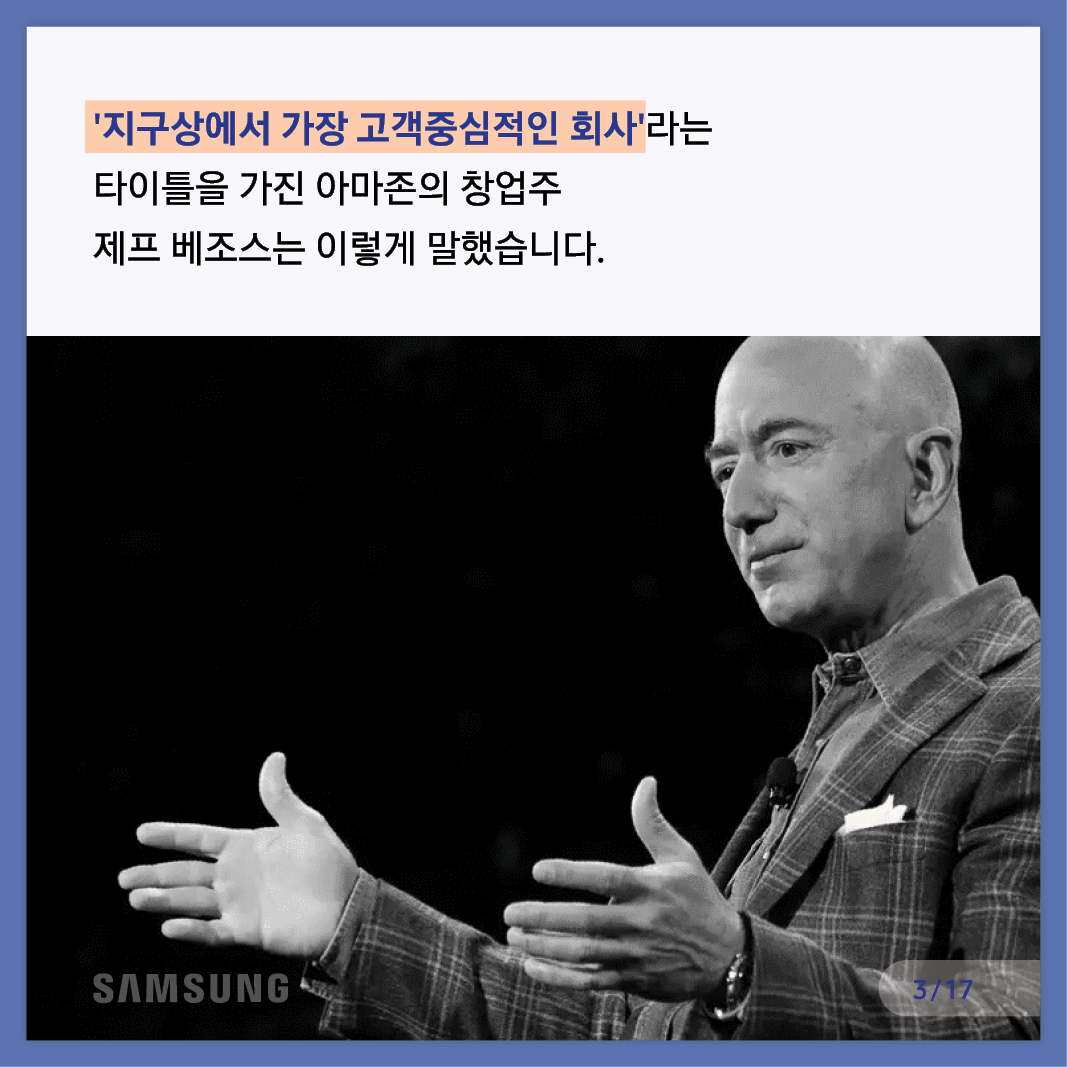 '지구상에서 가장 고객중심적인 회사'라는
타이틀을 가진 아마존의 창업주
제프 베조스는 이렇게 말했습니다.
SAMSUNG
3/17